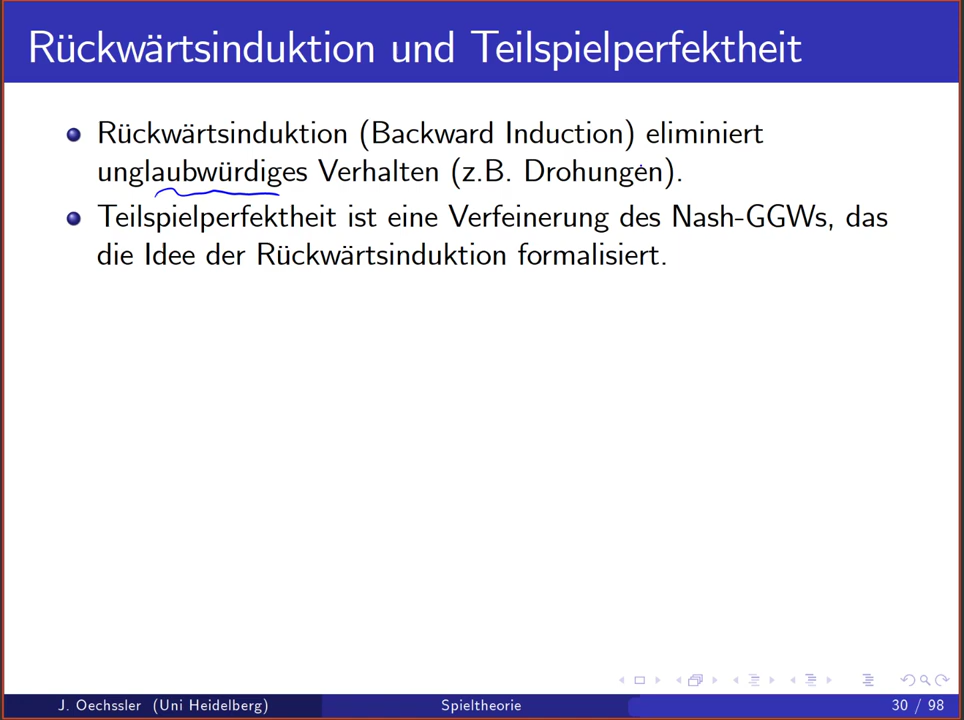 Rückwärtsinduktion und Teilspielperfektheit
Rückwärtsinduktion (Backward Induction) eliminiert
unglaubwürdiges Verhalten (z.B. Drohungen).
Teilspielperfektheit ist eine Verfeinerung des Nash-GGWs, das
die Idee der Rückwärtsinduktion formalisiert.
J. Oechssler (Uni Heidelberg)
Spieltheorie
30 / 98